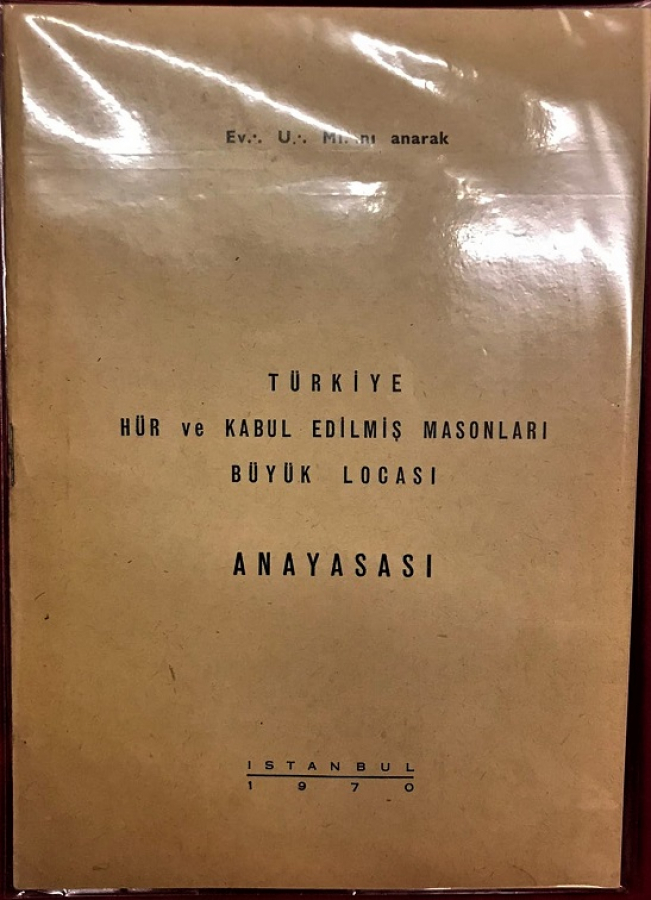 Ev.·. U.·. anarak
TÜRKİYE
HÜR ve KABUL EDİLMİŞ MASONLARI
BÜYÜK LOCASI
ANAYASASI
ISTANBUL
1970